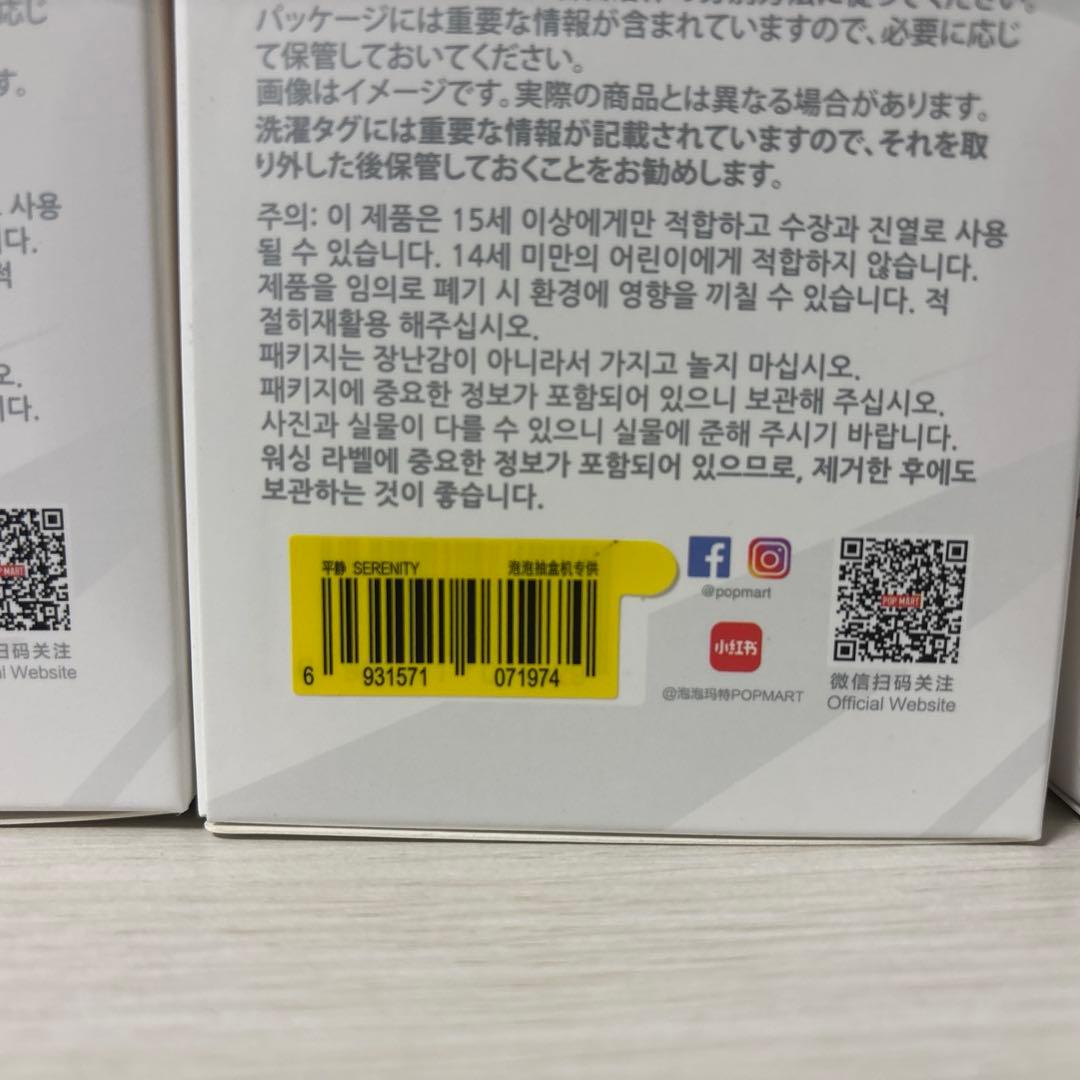 応じ
す。
パッケージには重要な情報が含まれていますので、必要に応じ
て保管しておいてください。
画像はイメージです。実際の商品とは異なる場合があります。
洗濯タグには重要な情報が記載されていますので、それを取
り外した後保管しておくことをお勧めします。
사용
다.
적
오.
다.
주의: 이 제품은 15세 이상에게만 적합하고 수장과 진열로 사용
될 수 있습니다. 14세 미만의 어린이에게 적합하지 않습니다.
제품을 임의로 폐기 시 환경에 영향을 끼칠 수 있습니다. 적
절히재활용 해주십시오.
패키지는 장난감이 아니라서 가지고 놀지 마십시오.
패키지에 중요한 정보가 포함되어 있으니 보관해 주십시오.
사진과 실물이 다를 수 있으니 실물에 준해 주시기 바랍니다.
워싱 라벨에 중요한 정보가 포함되어 있으므로, 제거한 후에도
보관하는 것이 좋습니다.
平静 SERENITY 泡泡抽盒机专供
6 931571 071974
@popmart
小红书
@泡泡玛特POPMART
POP MART
微信扫码关注
Official Website
P MART
扫码关注
l Website